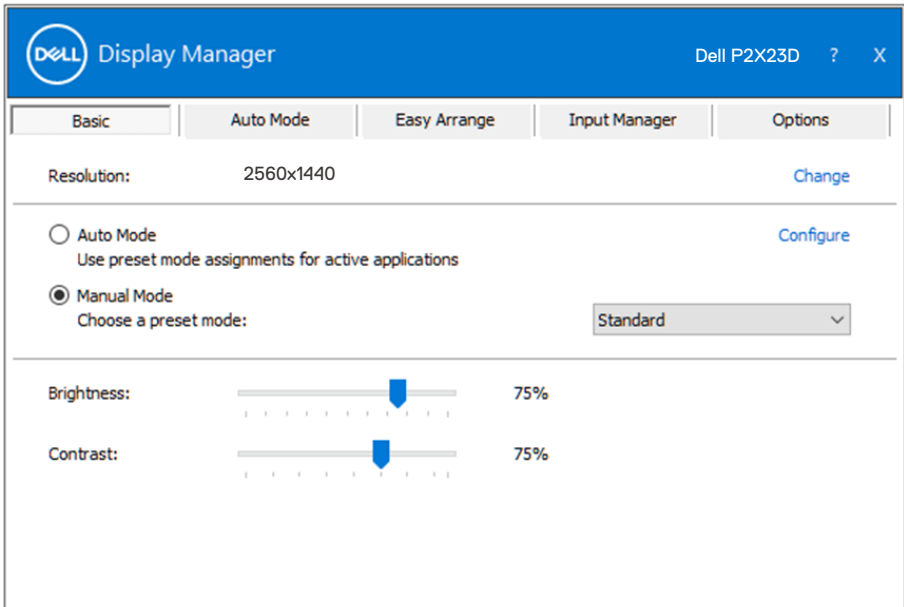 DELL Display Manager Dell P2X23D ? X
Basic Auto Mode Easy Arrange Input Manager Options
Resolution: 2560x1440 Change
Auto Mode Configure
Use preset mode assignments for active applications
Manual Mode
Choose a preset mode: Standard
Brightness: 75%
Contrast: 75%